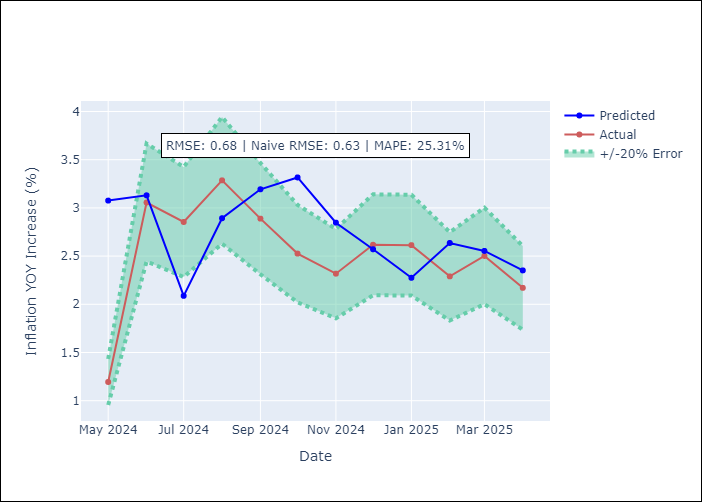 RMSE: 0.68 | Naive RMSE: 0.63 | MAPE: 25.31%
Predicted
Actual
+/-20% Error
Inflation YOY Increase (%)
4
3.5
3
2.5
2
1.5
1
May 2024
Jul 2024
Sep 2024
Nov 2024
Jan 2025
Mar 2025
Date